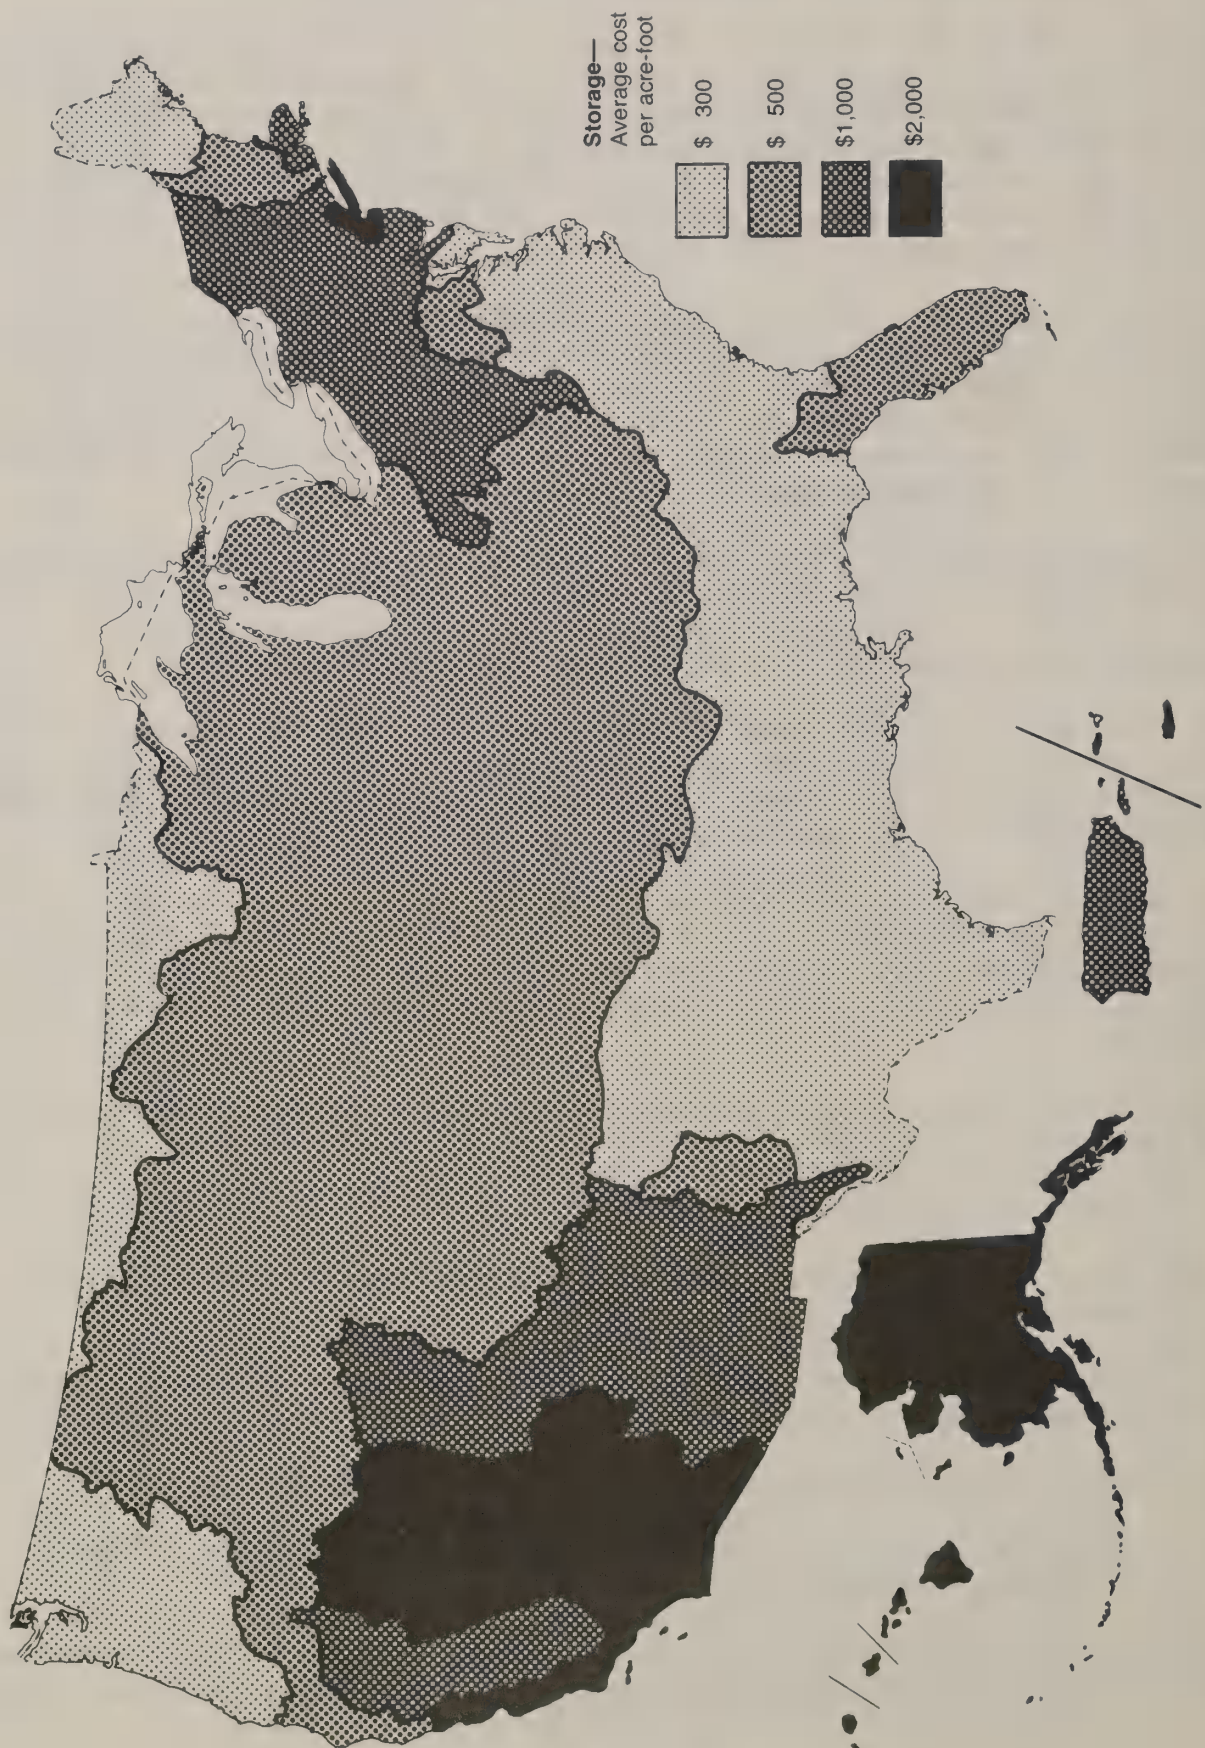 Storage—
Average cost
per acre-foot
$ 300
$ 500
$1,000
$2,000